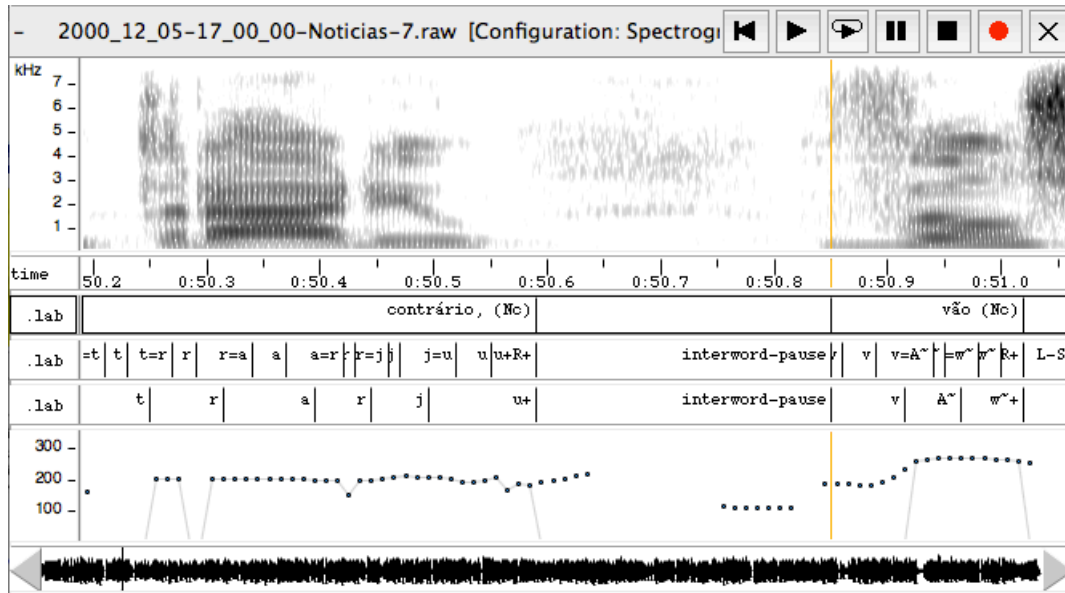 - 2000_12_05-17_00_00-Noticias-7.raw [Configuration: Spectrogr
kHz
7
6
5
4
3
2
1
time 50.2 0:50.3 0:50.4 0:50.5 0:50.6 0:50.7 0:50.8 0:50.9 0:51.0
.lab contrário, (Nc) vão (Nc)
.lab =t t t=r r r=a a a=r r r=j j j=u u u+R+ interword-pause v v v=A~ ~ =w~ w~ R+ L-S
.lab t r a r j u+ interword-pause v A~ w~+
300
200
100